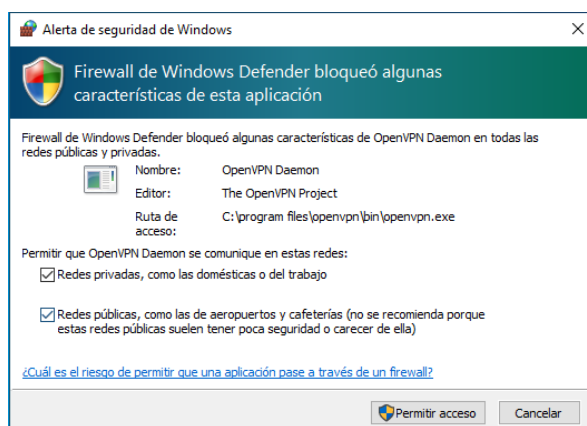 Alerta de seguridad de Windows
Firewall de Windows Defender bloqueó algunas
características de esta aplicación
Firewall de Windows Defender bloqueó algunas características de OpenVPN Daemon en todas las
redes públicas y privadas.
Nombre: OpenVPN Daemon
Editor: The OpenVPN Project
Ruta de C:\program files\openvpn\bin\openvpn.exe
acceso:
Permitir que OpenVPN Daemon se comunique en estas redes:
Redes privadas, como las domésticas o del trabajo
Redes públicas, como las de aeropuertos y cafeterías (no se recomienda porque
estas redes públicas suelen tener poca seguridad o carecer de ella)
¿Cuál es el riesgo de permitir que una aplicación pase a través de un firewall?
Permitir acceso Cancelar